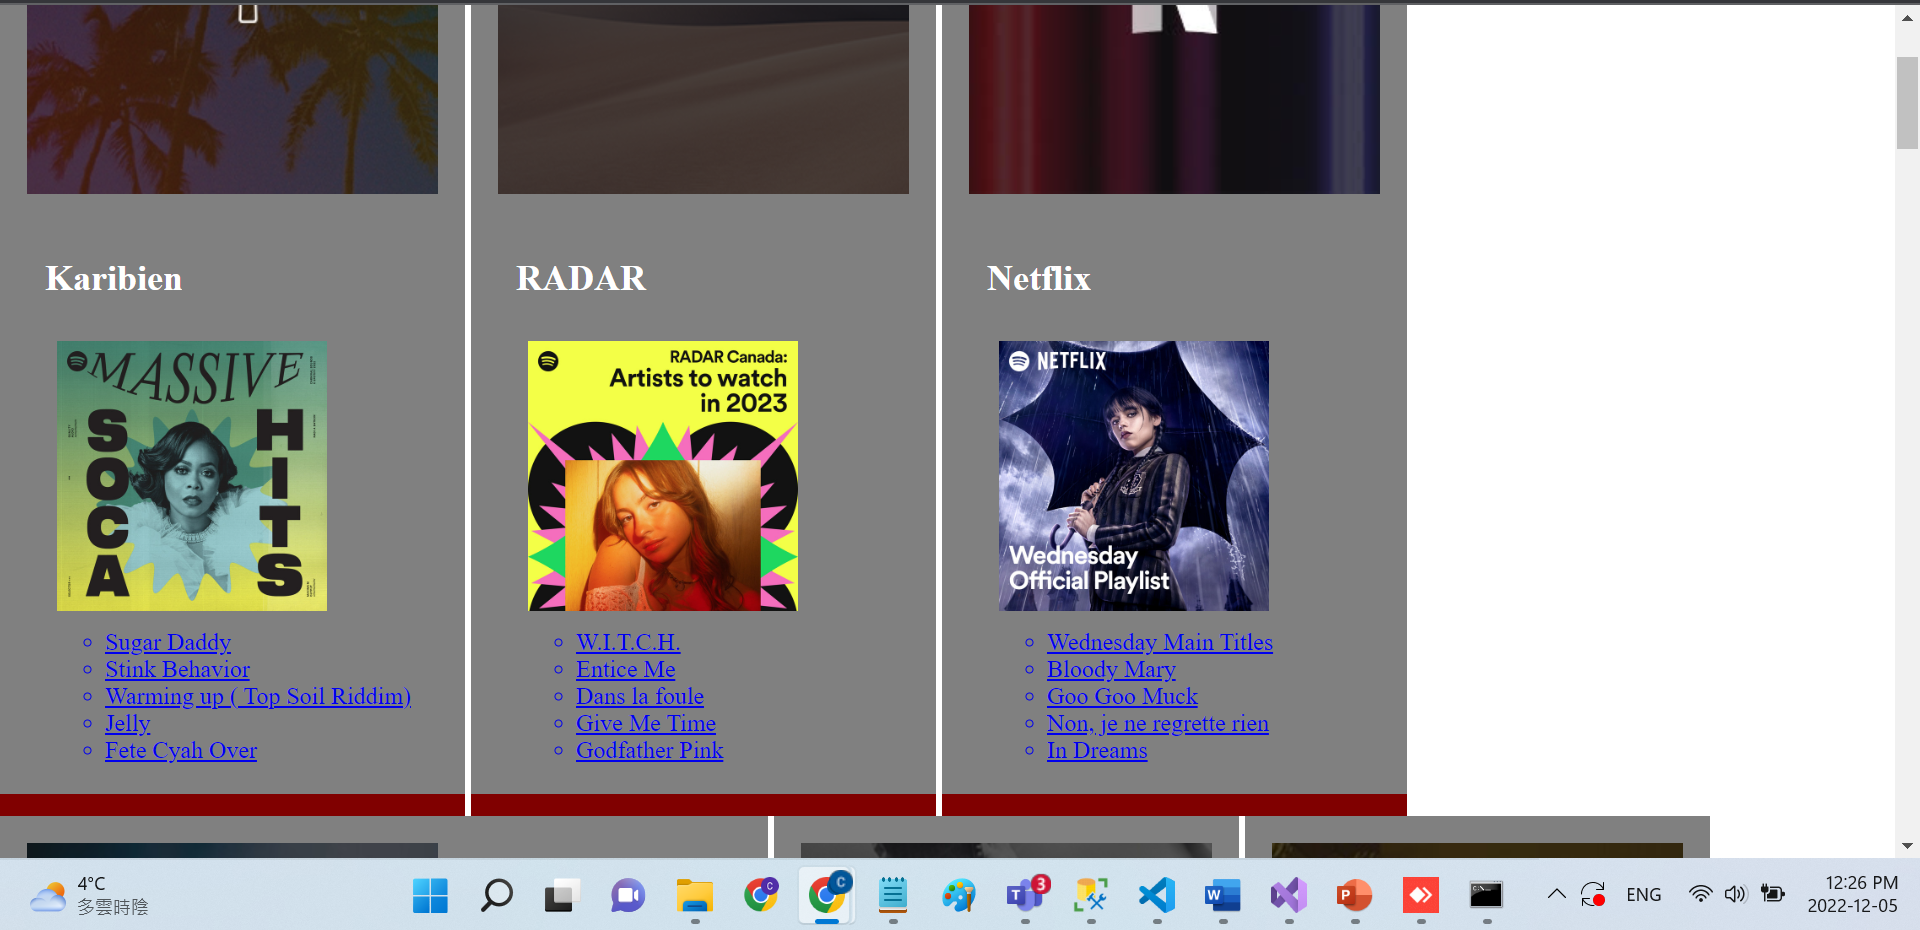 Karibien
RADAR
Netflix
MASSIVE
SOCA
HITS
RADAR Canada:
Artists to watch
in 2023
NETFLIX
Wednesday
Official Playlist
Sugar Daddy
Stink Behavior
Warming up ( Top Soil Riddim)
Jelly
Fete Cyah Over
W.I.T.C.H.
Entice Me
Dans la foule
Give Me Time
Godfather Pink
Wednesday Main Titles
Bloody Mary
Goo Goo Muck
Non, je ne regrette rien
In Dreams
4°C
多雲時陰
C
C
3
W
P
ENG
12:26 PM
2022-12-05